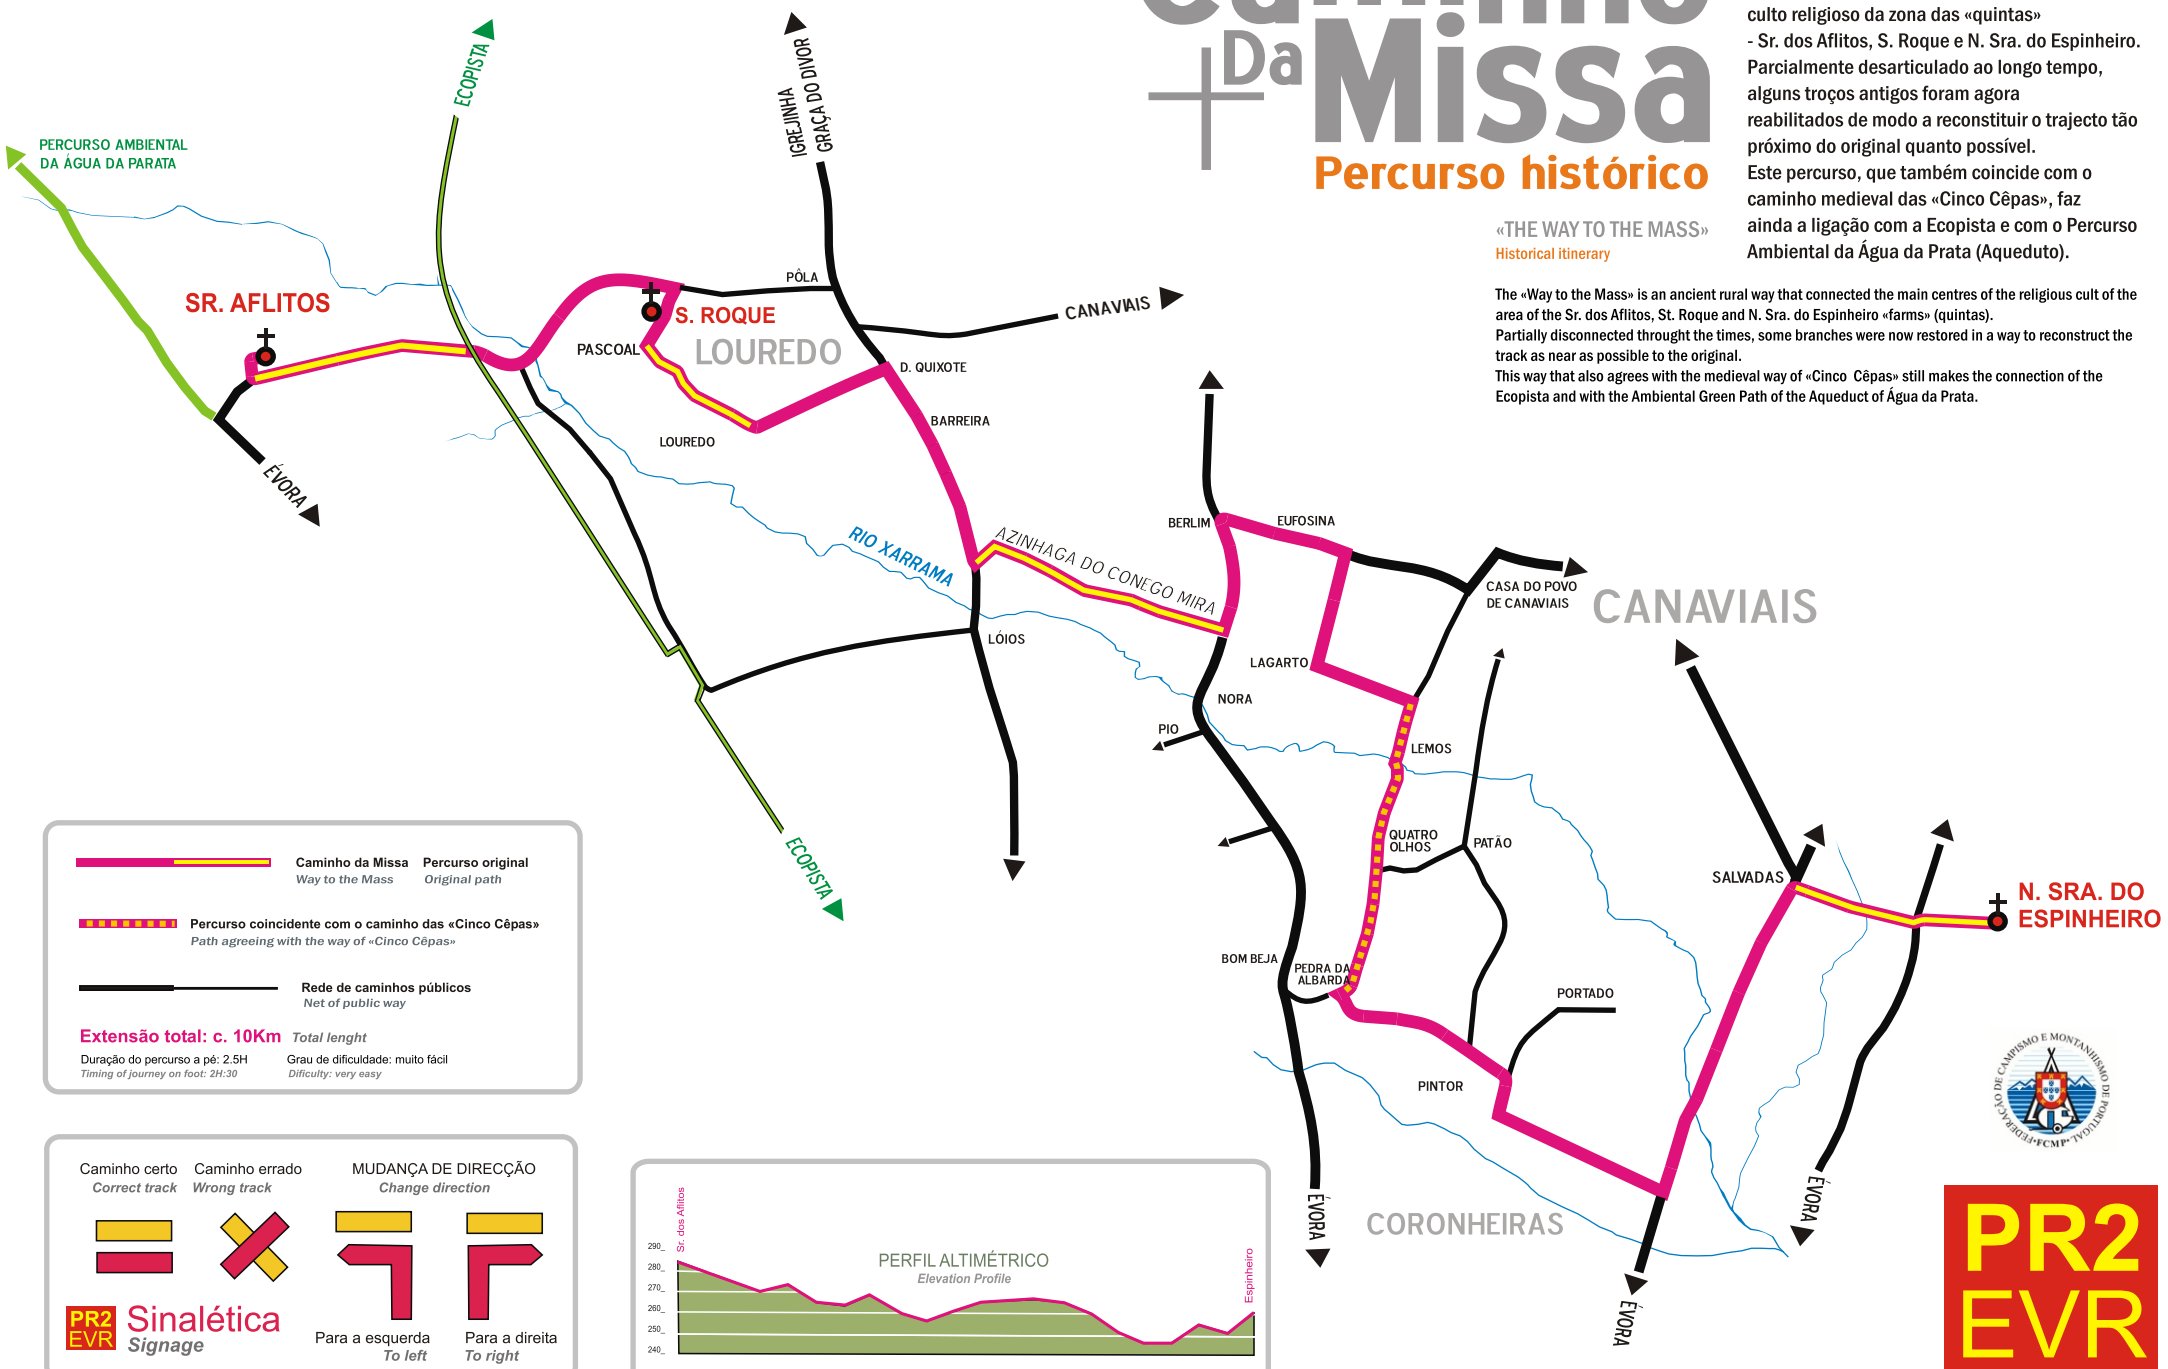 Da
Missa
Percurso histórico
«THE WAY TO THE MASS»
Historical itinerary
culto religioso da zona das «quintas»
- Sr. dos Aflitos, S. Roque e N. Sra. do Espinheiro.
Parcialmente desarticulado ao longo tempo,
alguns troços antigos foram agora
reabilitados de modo a reconstituir o trajecto tão
próximo do original quanto possível.
Este percurso, que também coincide com o
caminho medieval das «Cinco Cêpas», faz
ainda a ligação com a Ecopista e com o Percurso
Ambiental da Água da Prata (Aqueduto).
The «Way to the Mass» is an ancient rural way that connected the main centres of the religious cult of the
area of the Sr. dos Aflitos, St. Roque and N. Sra. do Espinheiro «farms» (quintas).
Partially disconnected throught the times, some branches were now restored in a way to reconstruct the
track as near as possible to the original.
This way that also agrees with the medieval way of «Cinco Cêpas» still makes the connection of the
Ecopista and with the Ambiental Green Path of the Aqueduct of Água da Prata.
ECOPISTA
IGREJINHA
GRAÇA DO DIVOR
PERCURSO AMBIENTAL
DA ÁGUA DA PARATA
SR. AFLITOS
PÔLA
CANAVIAIS
S. ROQUE
PASCOAL
LOUREDO
D. QUIXOTE
BARREIRA
LOUREDO
ÉVORA
RIO XARRAMA
AZINHAGA DO CONEGO MIRA
BERLIM
EUFOSINA
CASA DO POVO
DE CANAVIAIS
CANAVIAIS
LÓIOS
LAGARTO
NORA
PIO
LEMOS
QUATRO
OLHOS
PATÃO
ECOPISTA
SALVADAS
N. SRA. DO
ESPINHEIRO
BOM BEJA
PEDRA DA
ALBARDA
PORTADO
PINTOR
ÉVORA
CORONHEIRAS
ÉVORA
ÉVORA
Caminho da Missa Percurso original
Way to the Mass Original path
Percurso coincidente com o caminho das «Cinco Cêpas»
Path agreeing with the way of «Cinco Cêpas»
Rede de caminhos públicos
Net of public way
Extensão total: c. 10Km Total lenght
Duração do percurso a pé: 2.5H Grau de dificuldade: muito fácil
Timing of journey on foot: 2H:30 Dificulty: very easy
Caminho certo Caminho errado MUDANÇA DE DIRECÇÃO
Correct track Wrong track Change direction
PR2
EVR
Sinalética
Signage
Para a esquerda Para a direita
To left To right
Sr. dos Aflitos
PERFIL ALTIMÉTRICO
Elevation Profile
Espinheiro
290_
280_
270_
260_
250_
240_
FEDERAÇÃO DE CAMPISMO E MONTANHISMO DE PORTUGAL
•FCMP•
PR2
EVR